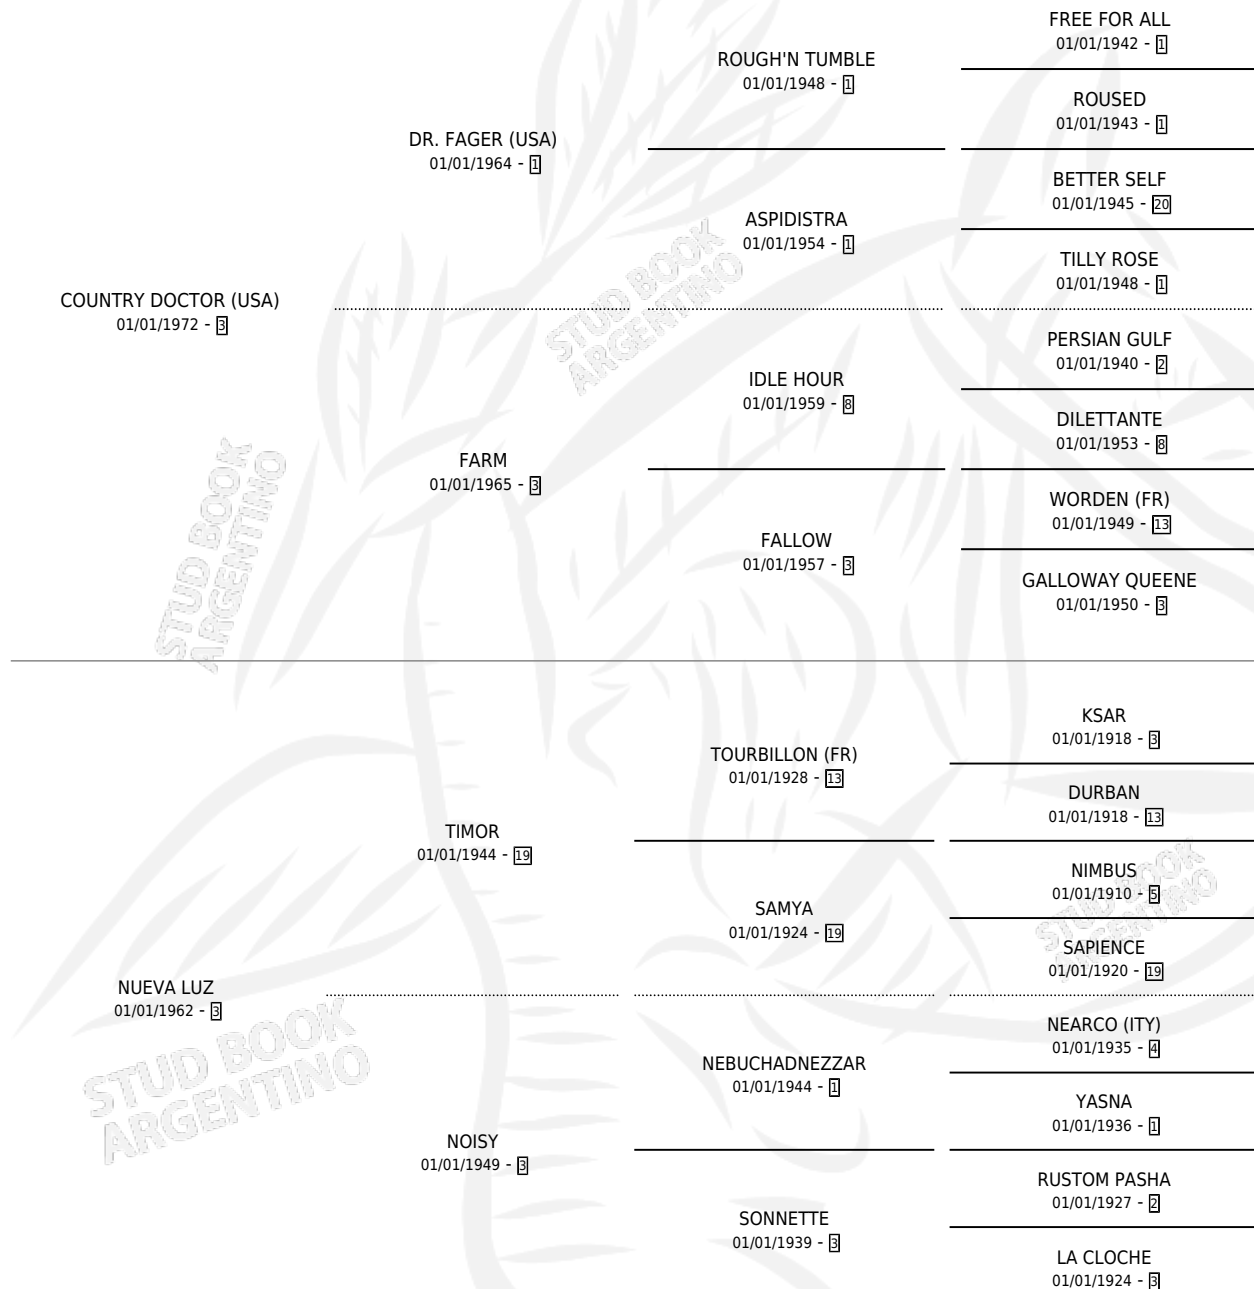 FREE FOR ALL
01/01/1942 - 1
ROUGH'N TUMBLE
01/01/1948 - 1
ROUSED
01/01/1943 - 1
DR. FAGER (USA)
01/01/1964 - 1
BETTER SELF
01/01/1945 - 20
ASPIDISTRA
01/01/1954 - 1
TILLY ROSE
01/01/1948 - 1
COUNTRY DOCTOR (USA)
01/01/1972 - 3
PERSIAN GULF
01/01/1940 - 2
IDLE HOUR
01/01/1959 - 8
DILETTANTE
01/01/1953 - 8
FARM
01/01/1965 - 3
WORDEN (FR)
01/01/1949 - 13
FALLOW
01/01/1957 - 3
GALLOWAY QUEENE
01/01/1950 - 3
KSAR
01/01/1918 - 3
TOURBILLON (FR)
01/01/1928 - 13
DURBAN
01/01/1918 - 13
TIMOR
01/01/1944 - 19
NIMBUS
01/01/1910 - 5
SAMYA
01/01/1924 - 19
SAPIENCE
01/01/1920 - 19
NUEVA LUZ
01/01/1962 - 3
NEARCO (ITY)
01/01/1935 - 4
NEBUCHADNEZZAR
01/01/1944 - 1
YASNA
01/01/1936 - 1
NOISY
01/01/1949 - 3
RUSTOM PASHA
01/01/1927 - 2
SONNETTE
01/01/1939 - 3
LA CLOCHE
01/01/1924 - 3
STUD BOOK
ARGENTINO
STUD BOOK
ARGENTINO
STUD BOOK
ARGENTINO
STUD BOOK
ARGENTINO